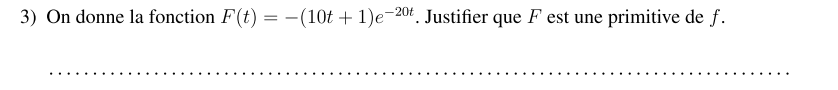 3) On donne la fonction $F(t) = -(10t+1)e^{-20t}$. Justifier que $F$ est une primitive de $f$.
................................................................................